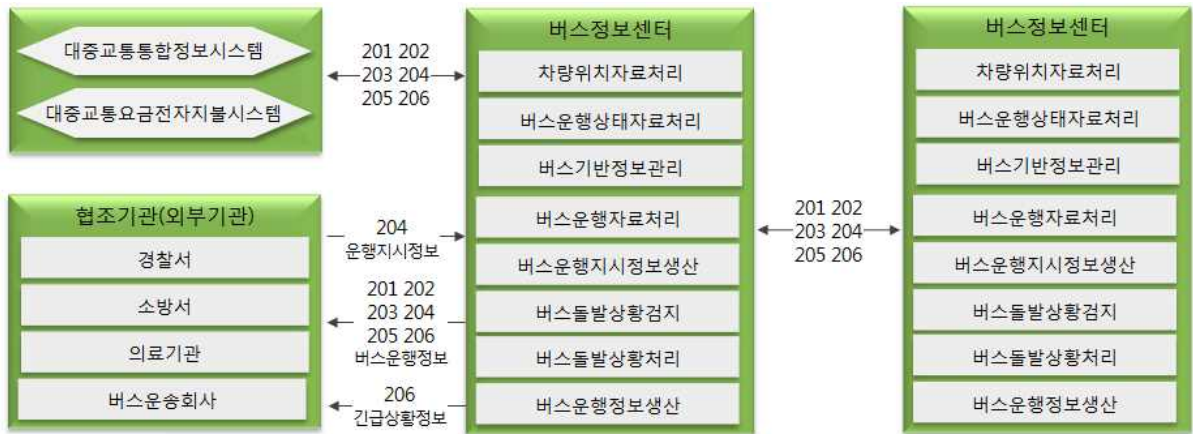 대중교통통합정보시스템
대중교통요금전자지불시스템
201 202
203 204
205 206
협조기관(외부기관)
경찰서
소방서
의료기관
버스운송회사
204
운행지시정보
201 202
203 204
205 206
버스운행정보
206
긴급상황정보
버스정보센터
차량위치자료처리
버스운행상태자료처리
버스기반정보관리
버스운행자료처리
버스운행지시정보생산
버스돌발상황검지
버스돌발상황처리
버스운행정보생산
201 202
203 204
205 206
버스정보센터
차량위치자료처리
버스운행상태자료처리
버스기반정보관리
버스운행자료처리
버스운행지시정보생산
버스돌발상황검지
버스돌발상황처리
버스운행정보생산